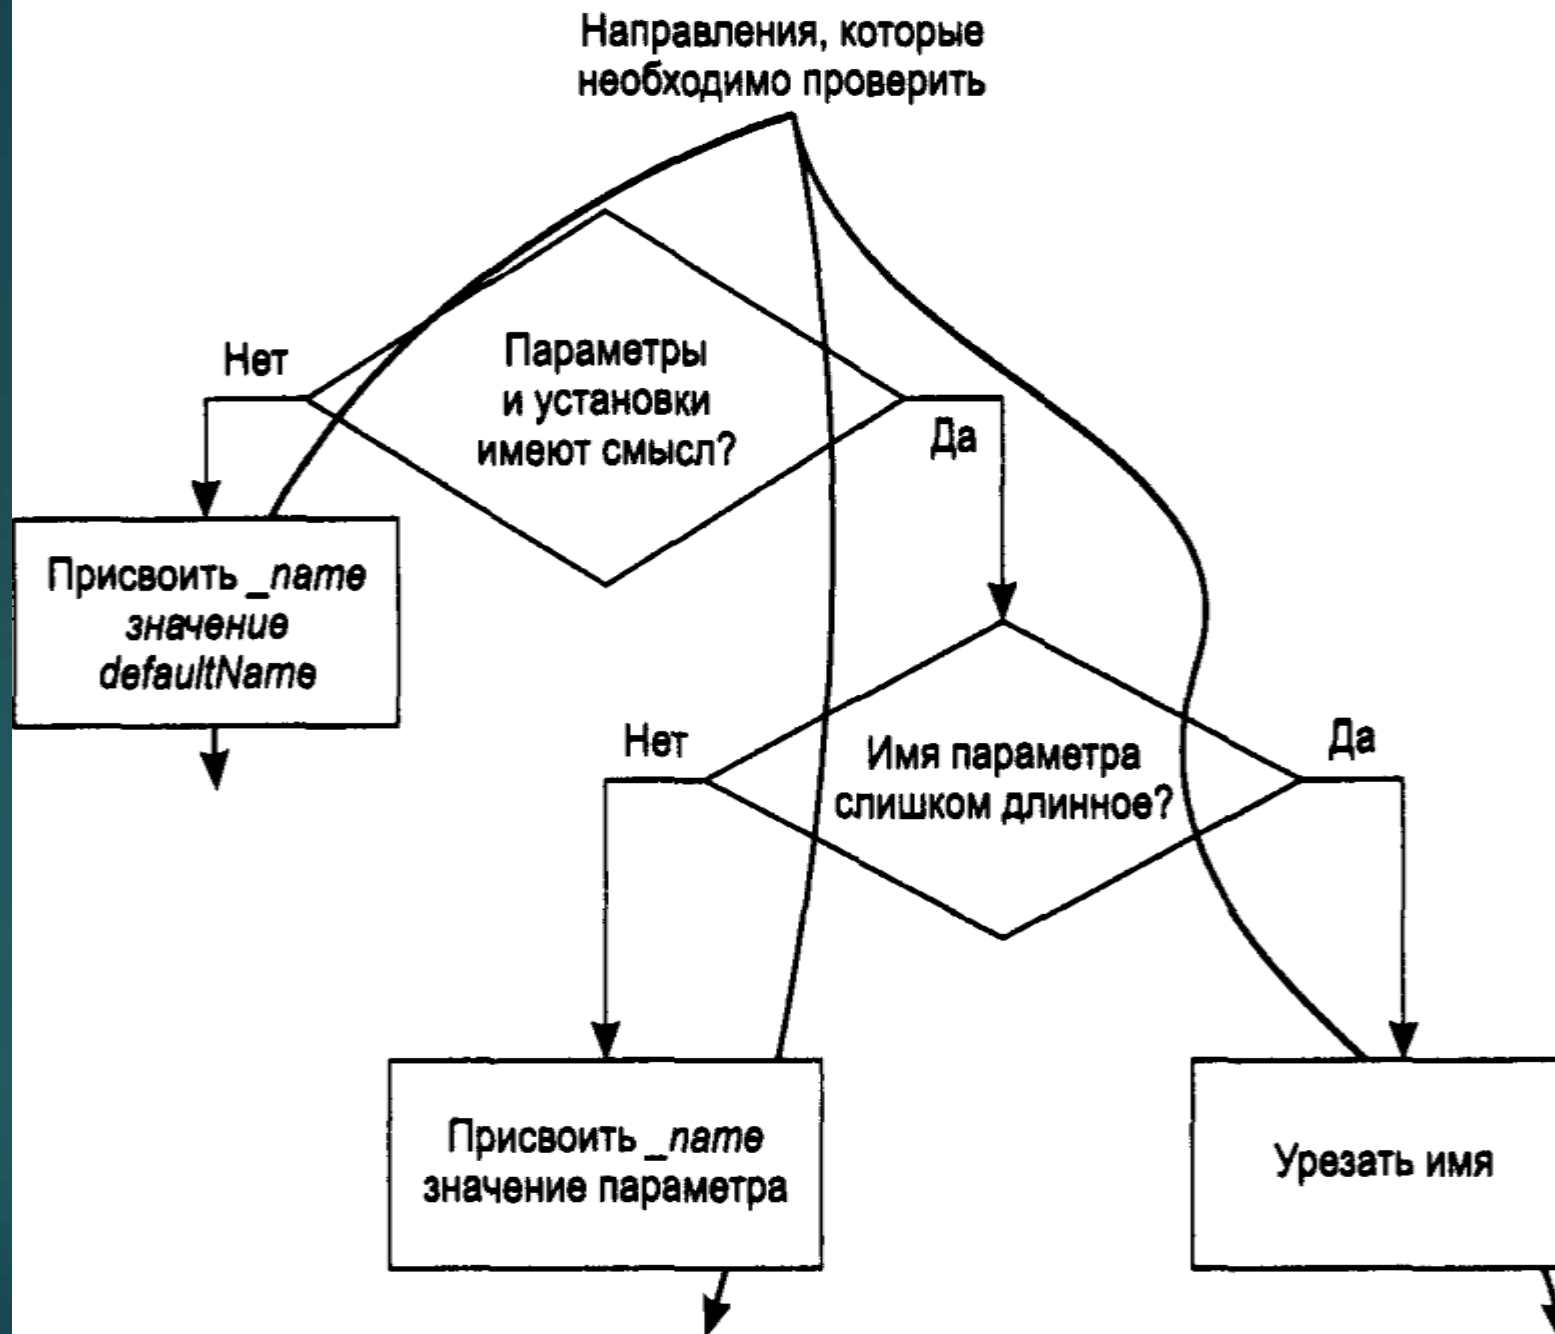 Направления, которые
необходимо проверить
Нет
Параметры
и установки
имеют смысл?
Да
Присвоить _name
значение
defaultName
Нет
Имя параметра
слишком длинное?
Да
Присвоить _name
значение параметра
Урезать имя